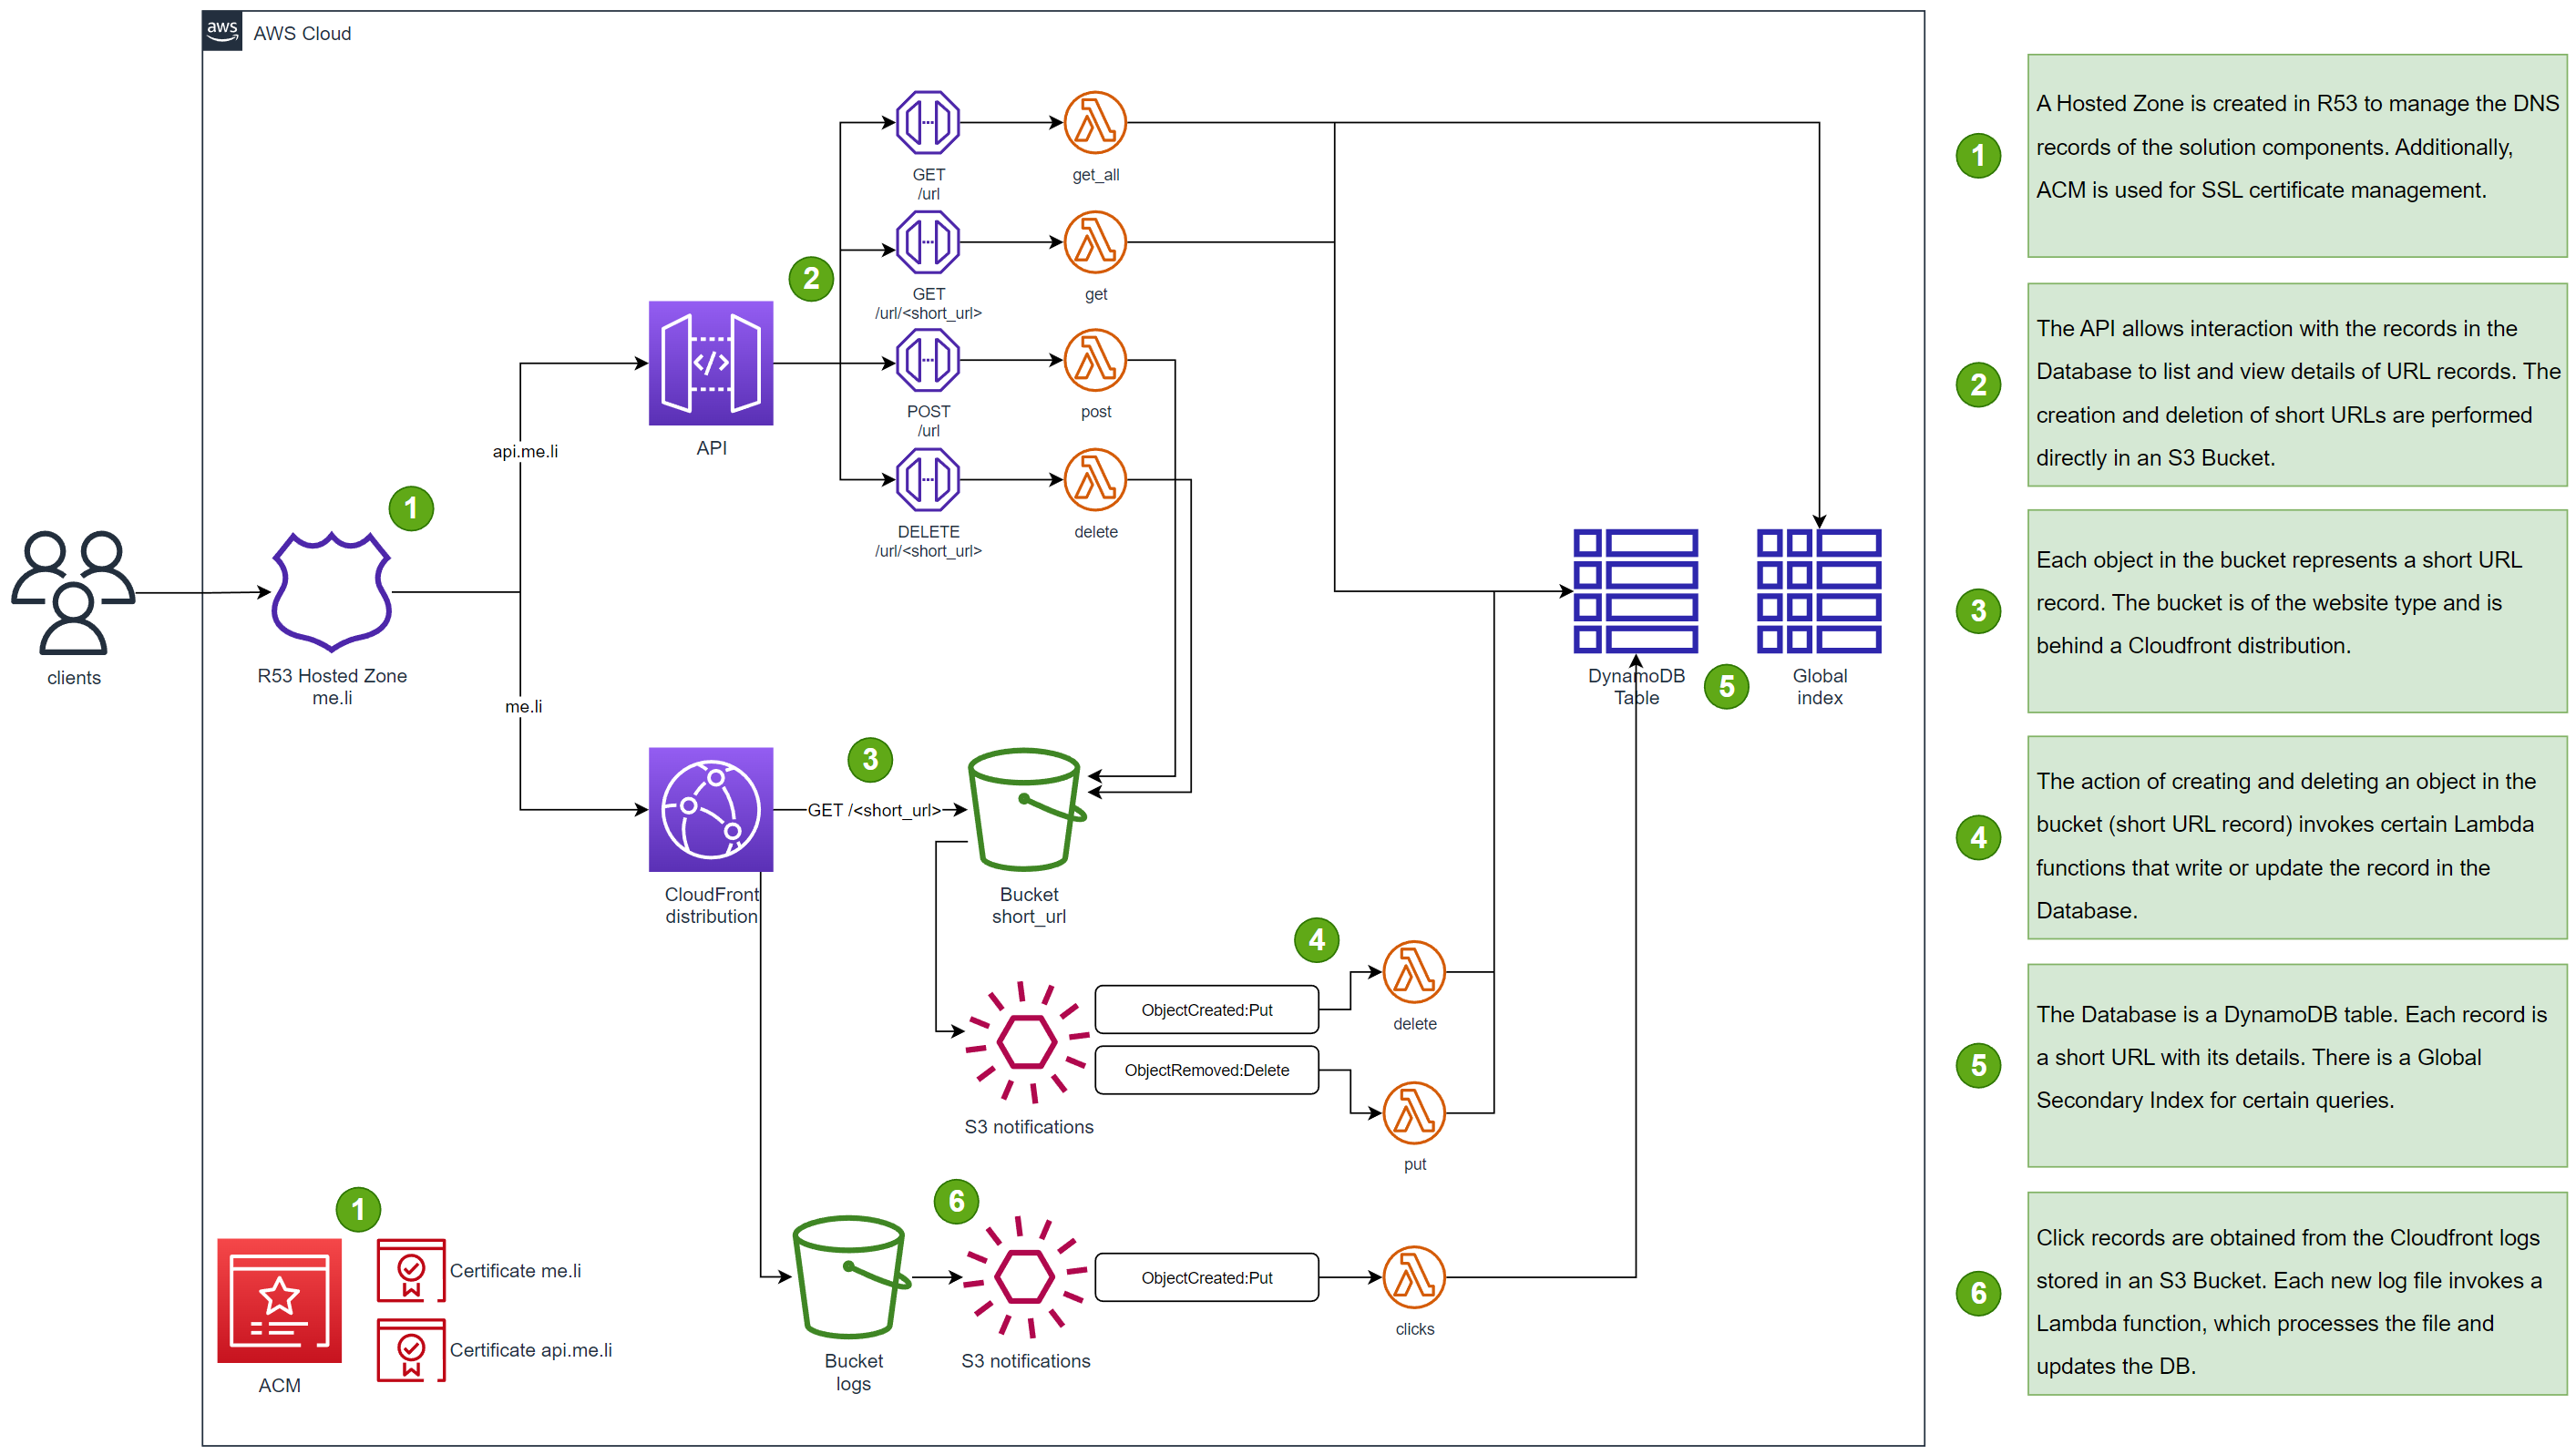 aws
AWS Cloud
GET
/url
get_all
GET
/url/<short_url>
get
POST
/url
post
DELETE
/url/<short_url>
delete
2
API
api.me.li
1
clients
R53 Hosted Zone
me.li
me.li
DynamoDB
Table
5
Global
index
3
GET /<short_url>
CloudFront
distribution
Bucket
short_url
4
ObjectCreated:Put
delete
ObjectRemoved:Delete
S3 notifications
put
1
ACM
Certificate me.li
Certificate api.me.li
6
Bucket
logs
S3 notifications
ObjectCreated:Put
clicks
1
A Hosted Zone is created in R53 to manage the DNS
records of the solution components. Additionally,
ACM is used for SSL certificate management.
2
The API allows interaction with the records in the
Database to list and view details of URL records. The
creation and deletion of short URLs are performed
directly in an S3 Bucket.
3
Each object in the bucket represents a short URL
record. The bucket is of the website type and is
behind a Cloudfront distribution.
4
The action of creating and deleting an object in the
bucket (short URL record) invokes certain Lambda
functions that write or update the record in the
Database.
5
The Database is a DynamoDB table. Each record is
a short URL with its details. There is a Global
Secondary Index for certain queries.
6
Click records are obtained from the Cloudfront logs
stored in an S3 Bucket. Each new log file invokes a
Lambda function, which processes the file and
updates the DB.